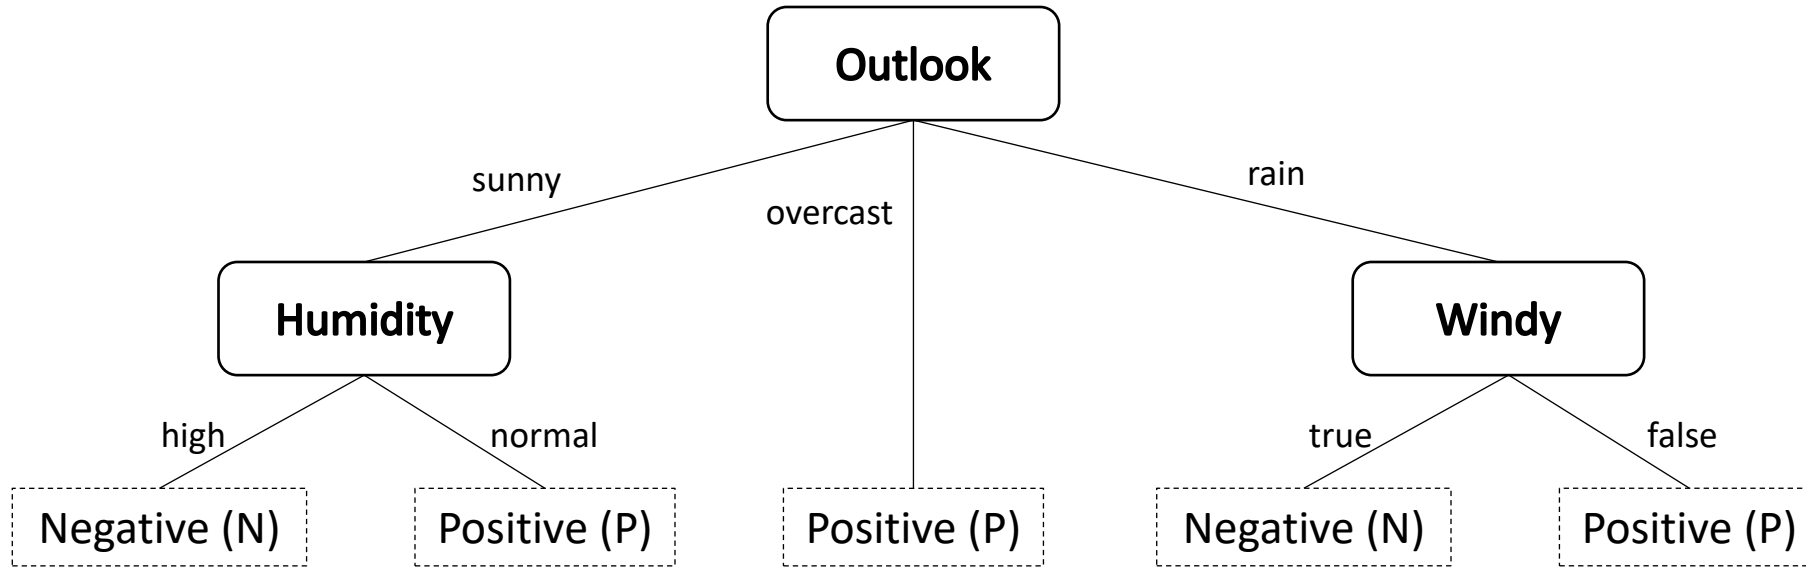 Outlook
sunny
overcast
rain
Humidity
Windy
high
normal
true
false
Negative (N)
Positive (P)
Positive (P)
Negative (N)
Positive (P)